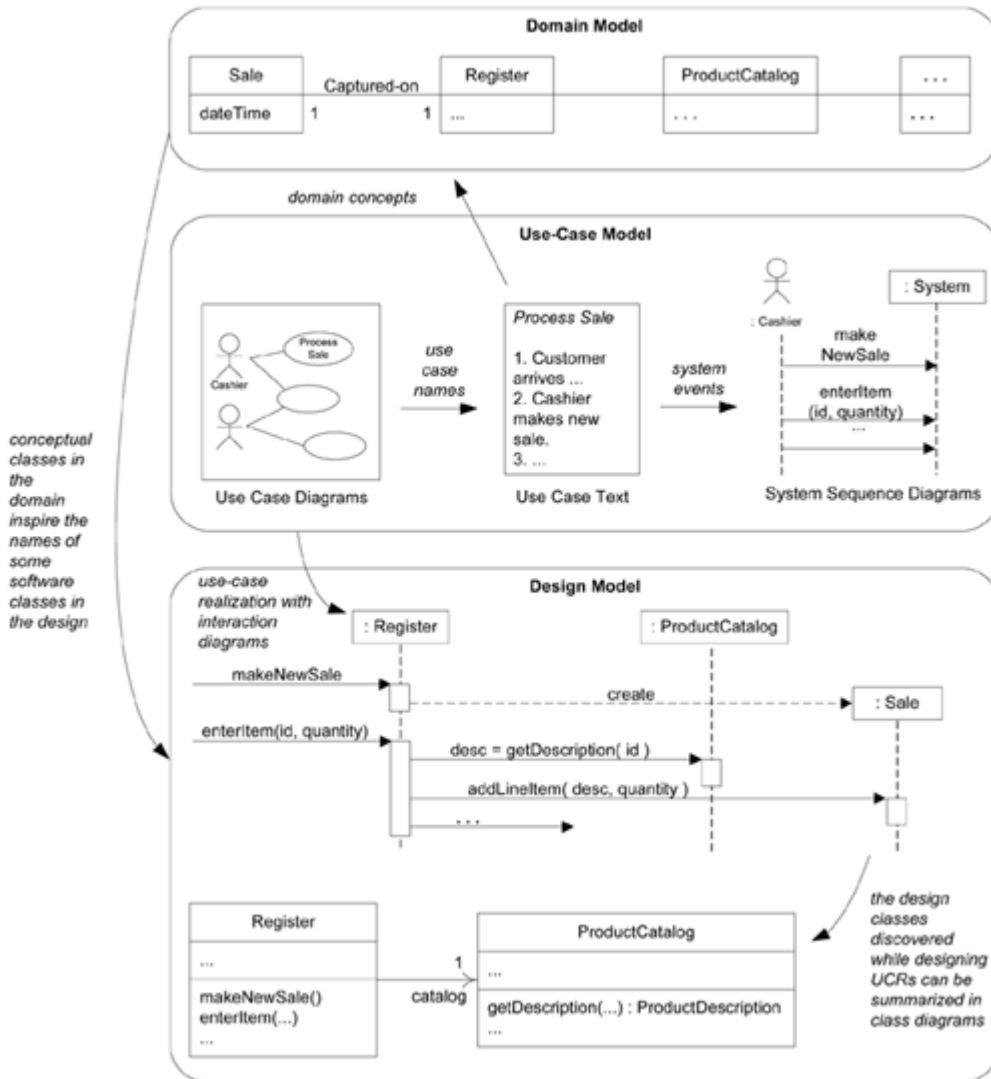 Domain Model
Sale
Captured-on
Register
ProductCatalog
...
dateTime
1
1
...
...
...
domain concepts
Use-Case Model
Process
Sale
Cashier
Use Case Diagrams
use
case
names
Process Sale
1. Customer
arrives ...
2. Cashier
makes new
sale.
3. ...
Use Case Text
system
events
: Cashier
: System
make
NewSale
enterItem
(id, quantity)
...
System Sequence Diagrams
conceptual
classes in
the
domain
inspire the
names of
some
software
classes in
the design
Design Model
use-case
realization with
interaction
diagrams
: Register
: ProductCatalog
makeNewSale
create
: Sale
enterItem(id, quantity)
desc = getDescription( id )
addLineItem( desc, quantity )
...
Register
...
makeNewSale()
enterItem(...)
...
1
catalog
ProductCatalog
...
getDescription(...) : ProductDescription
...
the design
classes
discovered
while designing
UCRs can be
summarized in
class diagrams